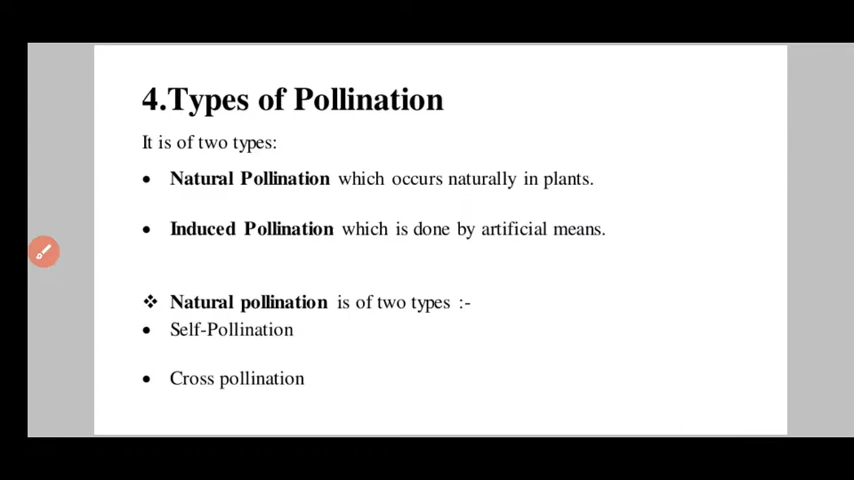 4.Types of Pollination
It is of two types:
• Natural Pollination which occurs naturally in plants.
• Induced Pollination which is done by artificial means.
❖ Natural pollination is of two types :-
• Self-Pollination
• Cross pollination